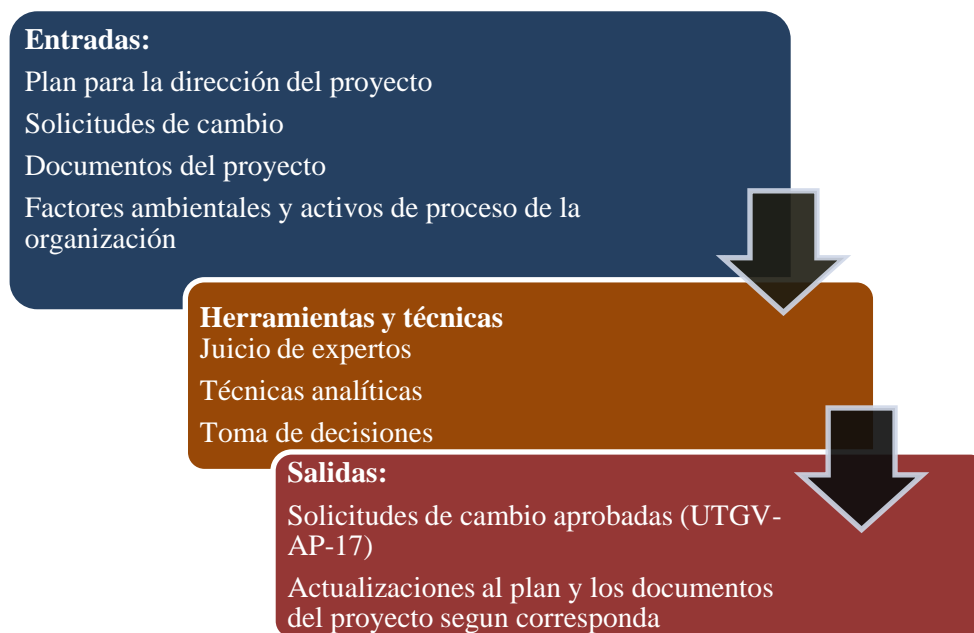 Entradas:
Plan para la dirección del proyecto
Solicitudes de cambio
Documentos del proyecto
Factores ambientales y activos de proceso de la
organización
Herramientas y técnicas
Juicio de expertos
Técnicas analíticas
Toma de decisiones
Salidas:
Solicitudes de cambio aprobadas (UTGV-
AP-17)
Actualizaciones al plan y los documentos
del proyecto segun corresponda